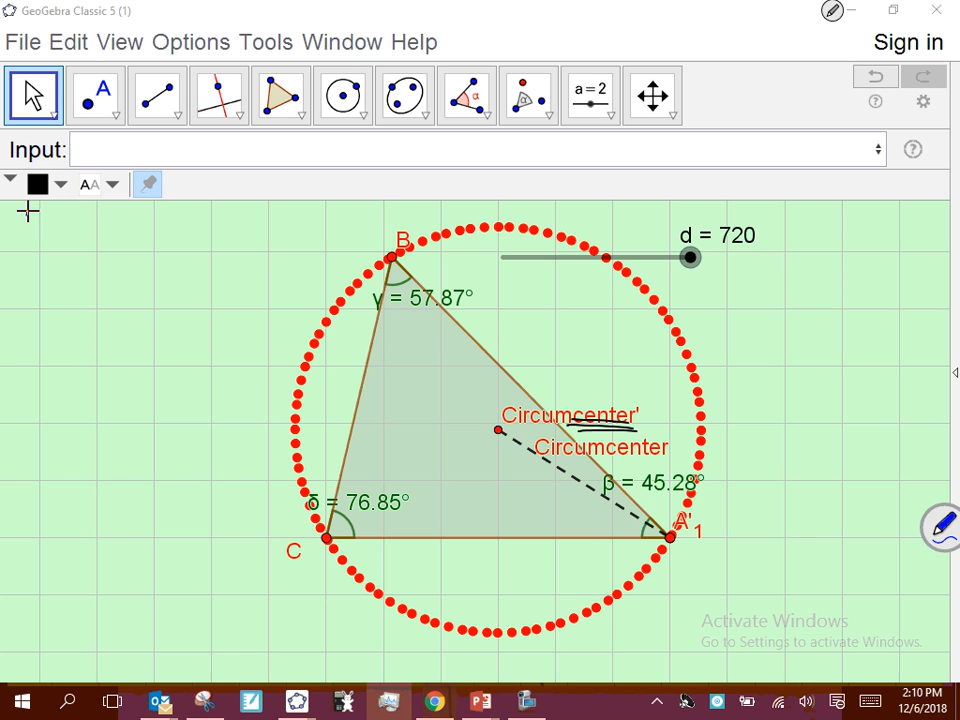 GeoGebra Classic 5 (1)
File Edit View Options Tools Window Help
Sign in
A
α
α
a = 2
Input:
AA
B
d = 720
γ = 57.87°
Circumcenter'
Circumcenter
β = 45.28°
δ = 76.85°
A'1
C
Activate Windows
Go to Settings to activate Windows.
2:10 PM
12/6/2018